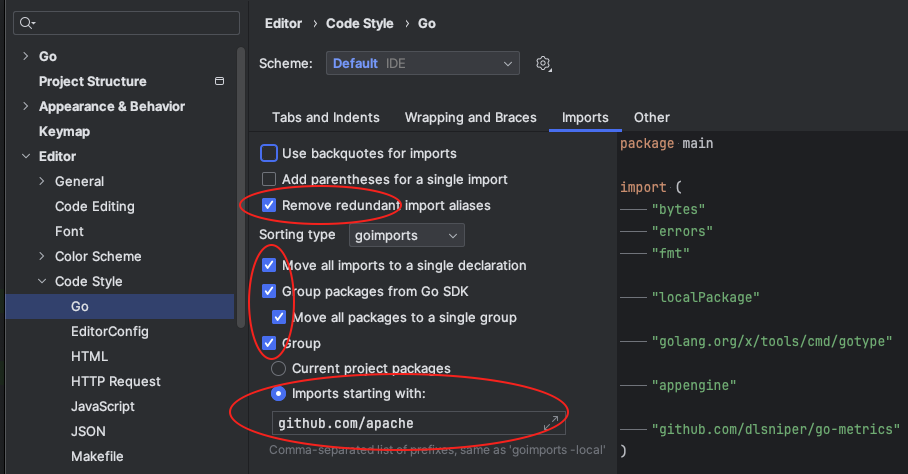 Editor › Code Style › Go
Scheme: Default IDE
Go
Project Structure
Appearance & Behavior
Keymap
Editor
General
Code Editing
Font
Color Scheme
Code Style
Go
EditorConfig
HTML
HTTP Request
JavaScript
JSON
Makefile
Tabs and Indents Wrapping and Braces Imports Other
Use backquotes for imports
Add parentheses for a single import
Remove redundant import aliases
Sorting type goimports
Move all imports to a single declaration
Group packages from Go SDK
Move all packages to a single group
Group
Current project packages
Imports starting with:
github.com/apache
Comma-separated list of prefixes, same as 'goimports -local'
package main
import (
"bytes"
"errors"
"fmt"
"localPackage"
"golang.org/x/tools/cmd/gotype"
"appengine"
"github.com/dlsniper/go-metrics"
)